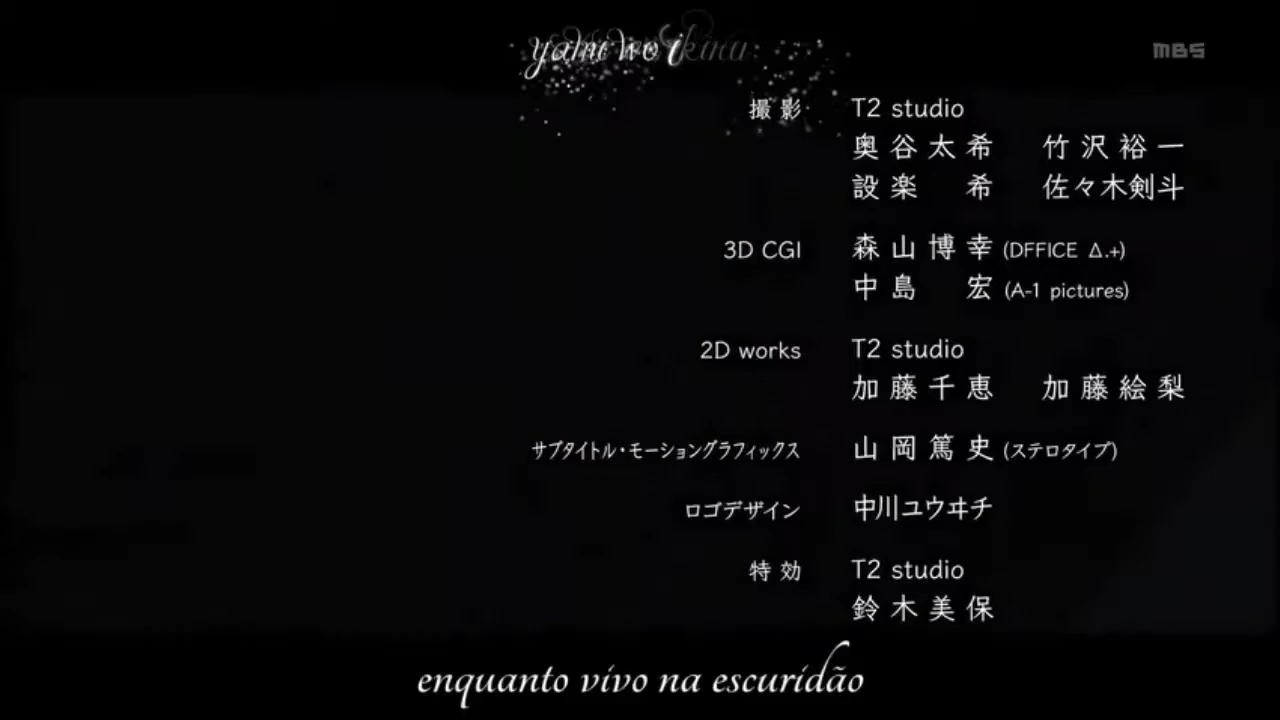 yami wo ikinu
MBS
撮影 T2 studio
奥谷太希 竹沢裕一
設楽 希 佐々木剣斗
3D CGI 森山博幸 (DFFICE Δ.+)
中島 宏 (A-1 pictures)
2D works T2 studio
加藤千恵 加藤絵梨
サブタイトル・モーショングラフィックス 山岡篤史 (ステロタイプ)
ロゴデザイン 中川ユウヰチ
特効 T2 studio
鈴木美保
enquanto vivo na escuridão